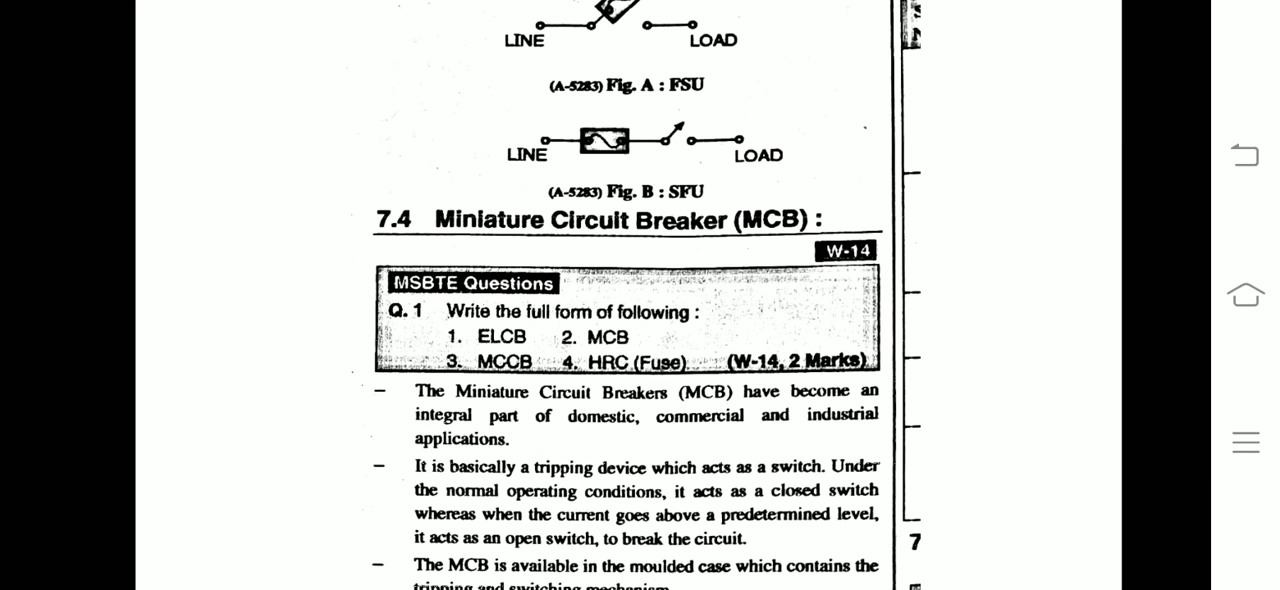 LINE LOAD
(A-5283) Fig. A : FSU
LINE LOAD
(A-5283) Fig. B : SFU
7.4 Miniature Circuit Breaker (MCB) :
W-14
MSBTE Questions
Q. 1 Write the full form of following :
1. ELCB 2. MCB
3. MCCB 4. HRC (Fuse) (W-14, 2 Marks)
– The Miniature Circuit Breakers (MCB) have become an
integral part of domestic, commercial and industrial
applications.
– It is basically a tripping device which acts as a switch. Under
the normal operating conditions, it acts as a closed switch
whereas when the current goes above a predetermined level,
it acts as an open switch, to break the circuit.
– The MCB is available in the moulded case which contains the
tripping and switching mechanism.
7